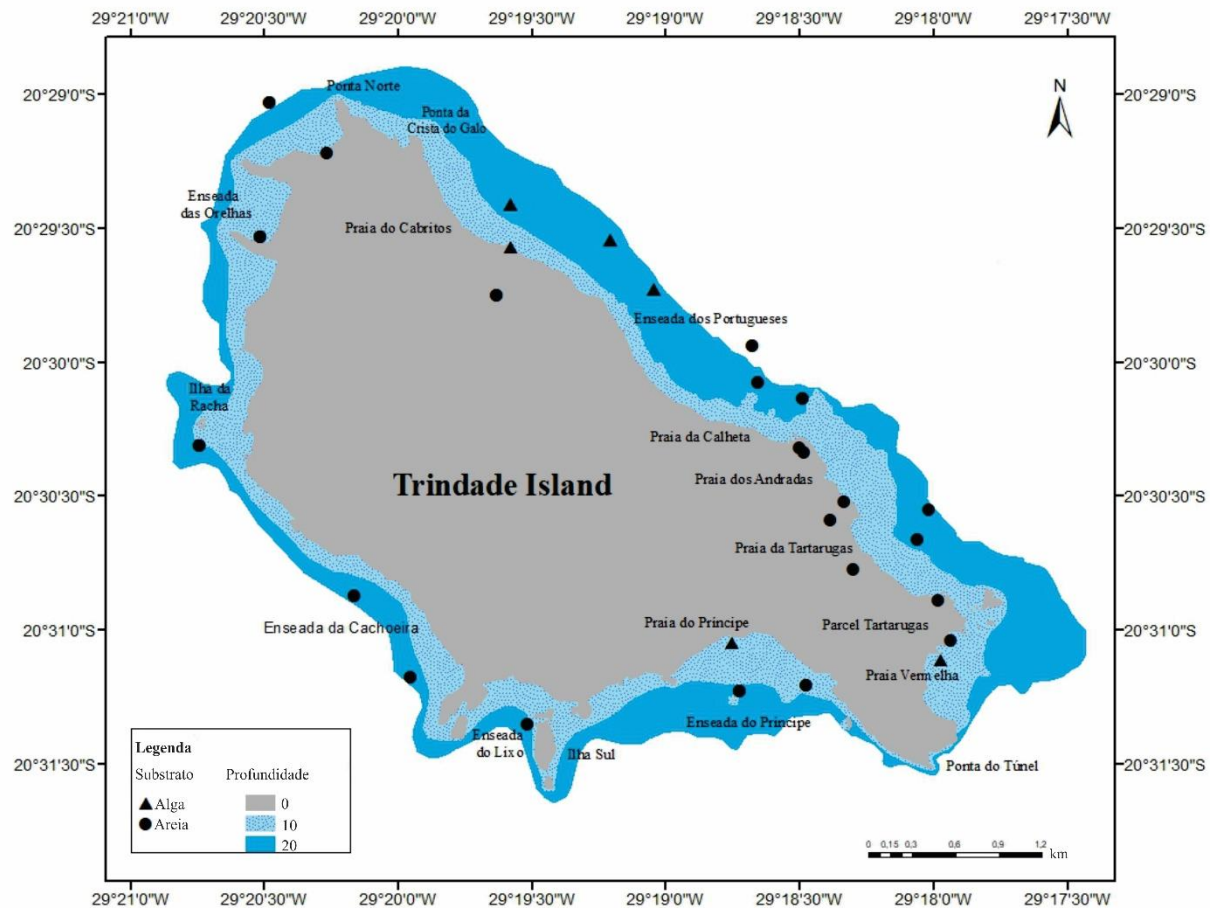 29°21'0"W 29°20'30"W 29°20'0"W 29°19'30"W 29°19'0"W 29°18'30"W 29°18'0"W 29°17'30"W
N
20°29'0"S 20°29'0"S
Ponta Norte
Ponta da
Crista do Galo
Enseada
das Orelhas
Praia do Cabritos
20°29'30"S 20°29'30"S
Enseada dos Portugueses
20°30'0"S 20°30'0"S
Ilha da
Racha
Praia da Calheta
Trindade Island
Praia dos Andradas
20°30'30"S 20°30'30"S
Praia da Tartarugas
Enseada da Cachoeira
Praia do Principe
Parcel Tartarugas
20°31'0"S 20°31'0"S
Praia Vermelha
Enseada do Principe
Enseada
do Lixo
Ilha Sul
Ponta do Túnel
20°31'30"S 20°31'30"S
Legenda
Substrato Profundidade
Alga 0
Areia 10
20
0 0,15 0,3 0,6 0,9 1,2
km
29°21'0"W 29°20'30"W 29°20'0"W 29°19'30"W 29°19'0"W 29°18'30"W 29°18'0"W 29°17'30"W